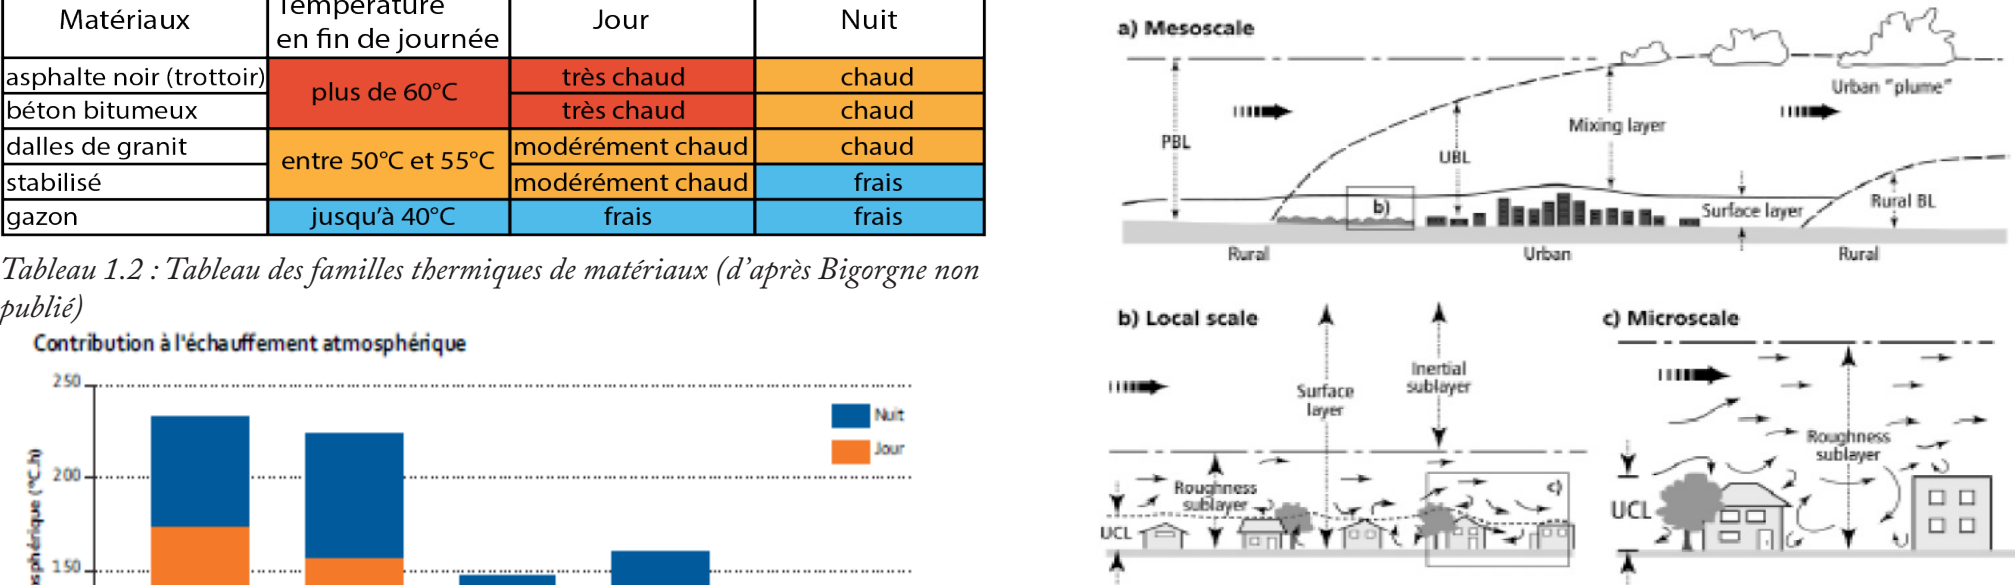 Matériaux
Température
en fin de journée
Jour
Nuit
asphalte noir (trottoir)
plus de 60°C
très chaud
chaud
béton bitumeux
très chaud
chaud
dalles de granit
entre 50°C et 55°C
modérément chaud
chaud
stabilisé
modérément chaud
frais
gazon
jusqu'à 40°C
frais
frais
Tableau 1.2 : Tableau des familles thermiques de matériaux (d'après Bigorgne non
publié)
Contribution à l'échauffement atmosphérique
250
200
150
Nuit
Jour
sphérique (°C.h)
a) Mesoscale
Urban "plume"
Mixing layer
PBL
UBL
b)
Surface layer
Rural BL
Rural
Urban
Rural
b) Local scale
Inertial
sublayer
Surface
layer
Roughness
sublayer
c)
UCL
c) Microscale
Roughness
sublayer
UCL